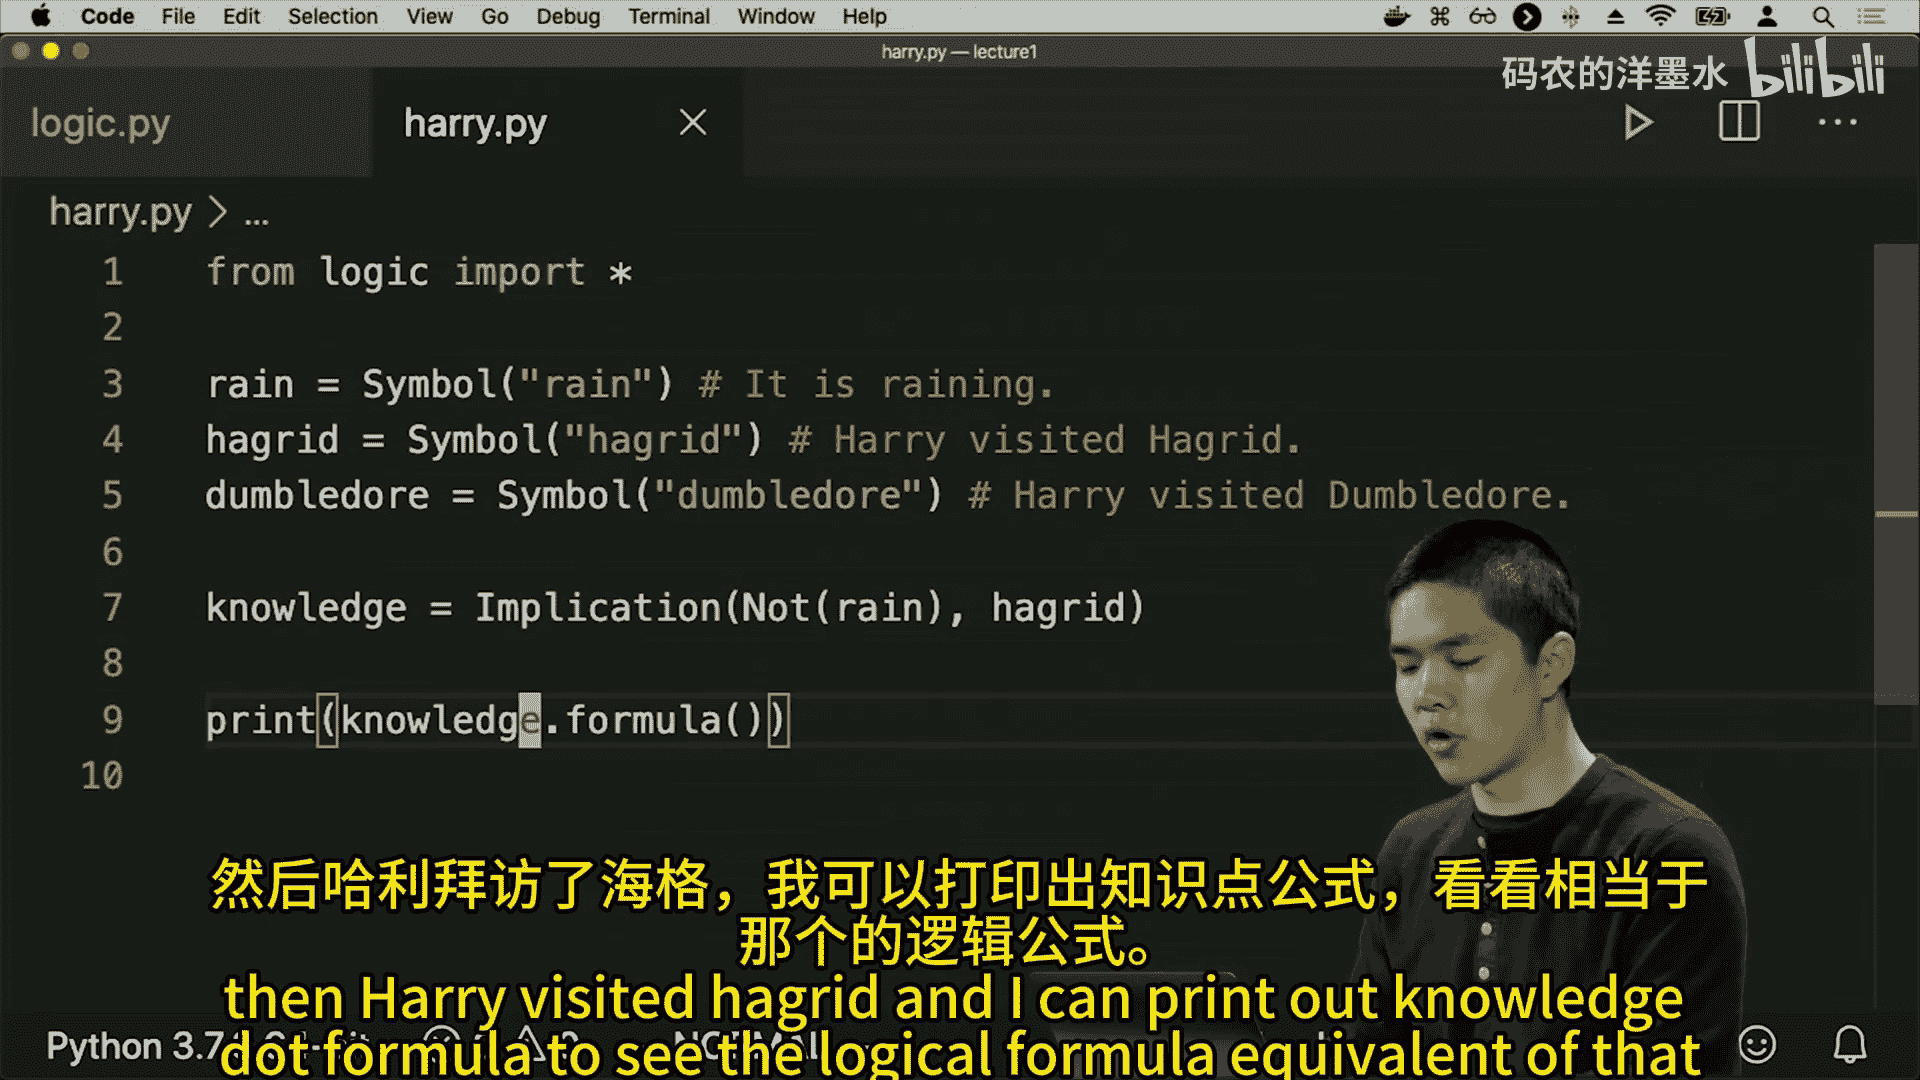 Code File Edit Selection View Go Debug Terminal Window Help
harry.py — lecture1
码农的洋墨水 bilibili
logic.py harry.py
harry.py > ...
1 from logic import *
2
3 rain = Symbol("rain") # It is raining.
4 hagrid = Symbol("hagrid") # Harry visited Hagrid.
5 dumbledore = Symbol("dumbledore") # Harry visited Dumbledore.
6
7 knowledge = Implication(Not(rain), hagrid)
8
9 print(knowledge.formula())
10
然后哈利拜访了海格，我可以打印出知识点公式，看看相当于
那个的逻辑公式。
then Harry visited hagrid and I can print out knowledge
dot formula to see the logical formula equivalent of that
Python 3.7